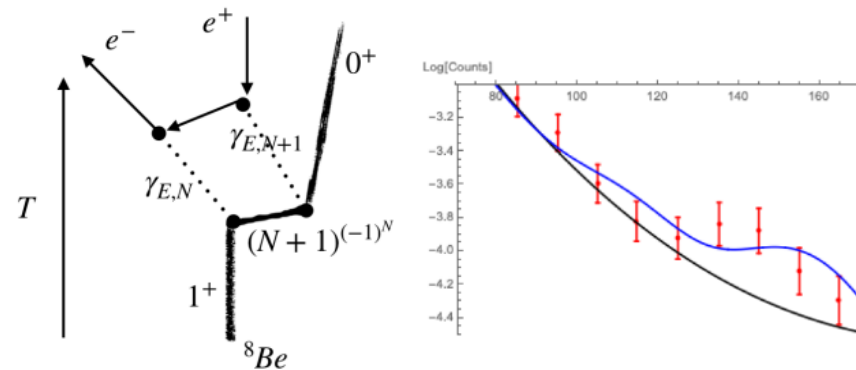 e⁺
e⁻
0⁺
γ_{E,N+1}
γ_{E,N}
T
(N + 1)^{(-1)^N}
1⁺
⁸Be
Log[Counts]
80 100 120 140 160
-3.2
-3.4
-3.6
-3.8
-4.0
-4.2
-4.4